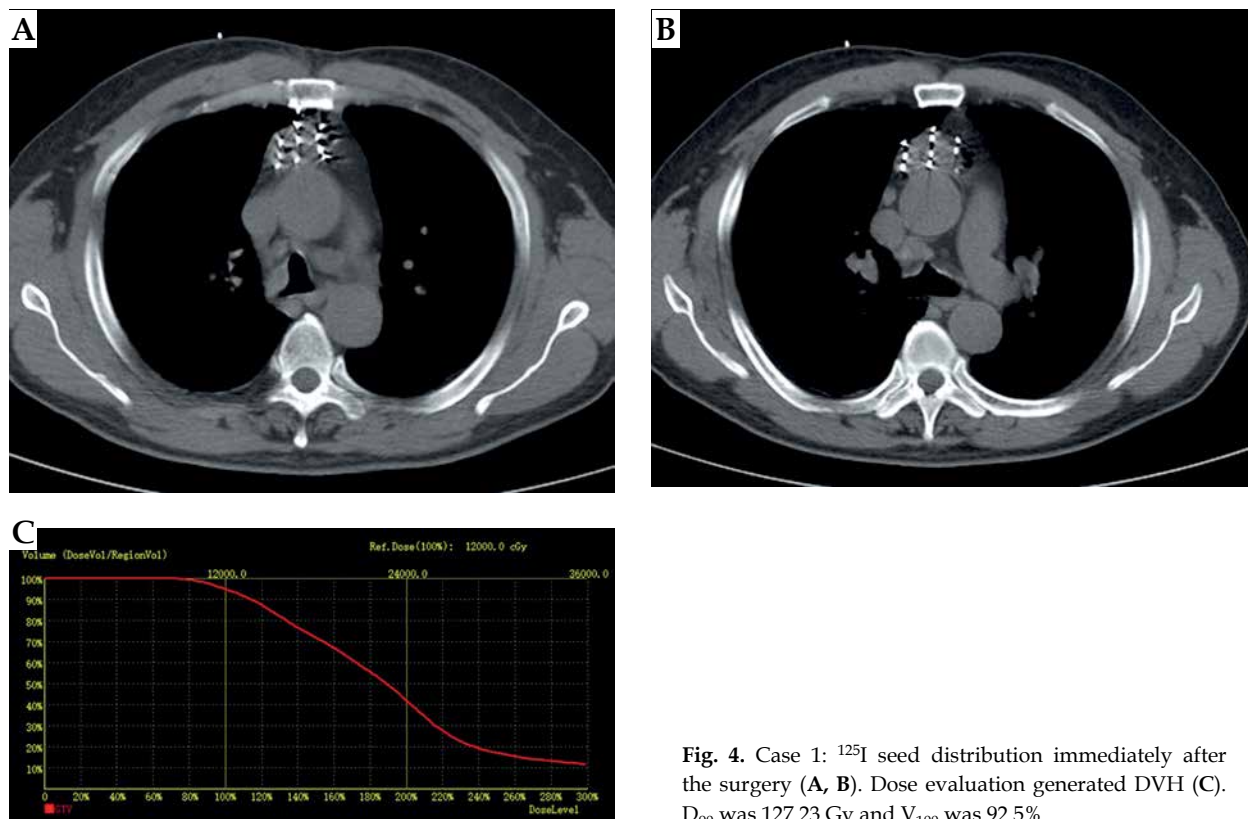 A
B
C
Volume (DoseVol/RegionVol)
Ref.Dose(100%): 12000.0 cGy
12000.0 24000.0 36000.0
100%
90%
80%
70%
60%
50%
40%
30%
20%
10%
0 20% 40% 60% 80% 100% 120% 140% 160% 180% 200% 220% 240% 260% 280% 300%
GTV
DoseLevel
Fig. 4. Case 1: ¹²⁵I seed distribution immediately after
the surgery (A, B). Dose evaluation generated DVH (C).
D₉₀ was 127.23 Gy and V₁₀₀ was 92.5%